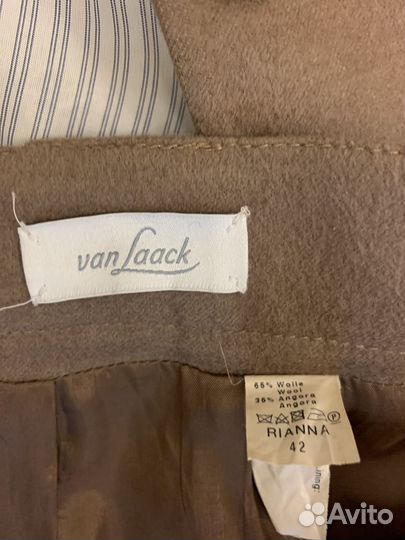 van Laack
65% Wolle
Wool
35% Angora
Angora
P
RIANNA
42
Avito